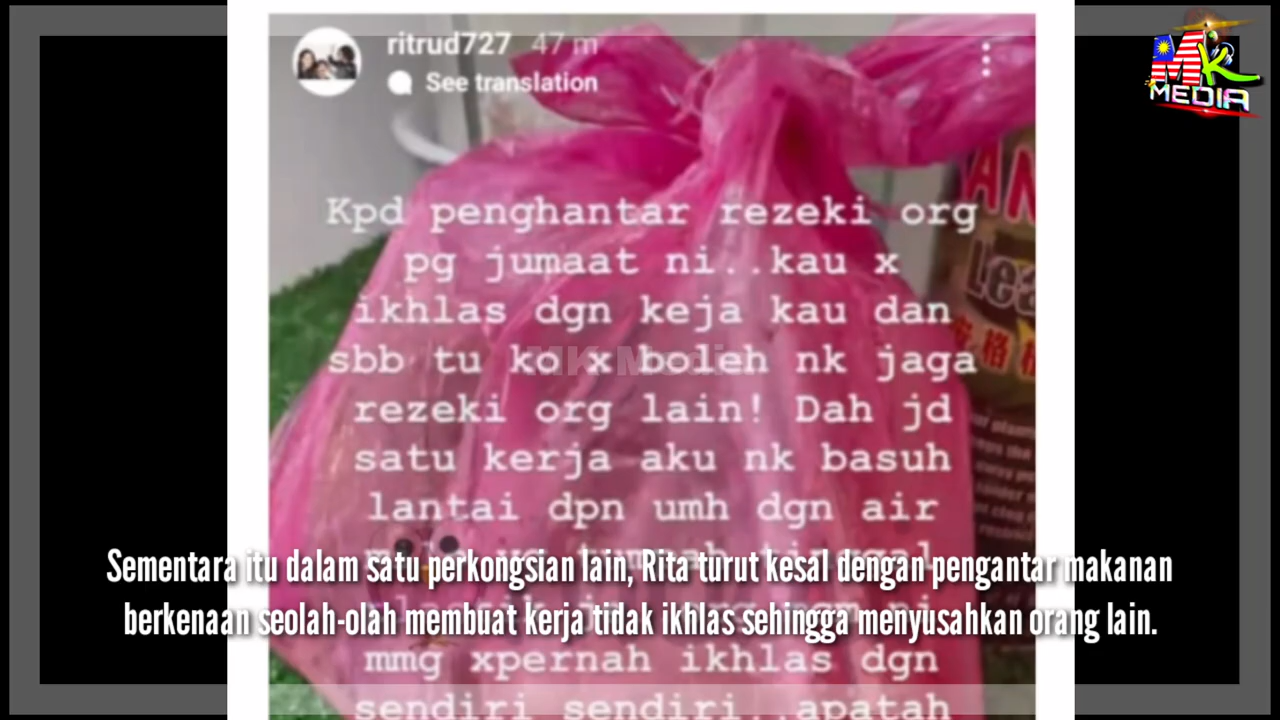 ritrud727 47 m
See translation
MK
MEDIA
Kpd penghantar rezeki org
pg jumaat ni..kau x
ikhlas dgn keja kau dan
sbb tu ko x boleh nk jaga
MK Media
rezeki org lain! Dah jd
satu kerja aku nk basuh
lantai dpn umh dgn air
Sementara itu dalam satu perkongsian lain, Rita turut kesal dengan pengantar makanan
berkenaan seolah-olah membuat kerja tidak ikhlas sehingga menyusahkan orang lain.
mmg xpernah ikhlas dgn
sendiri sendiri..apatah